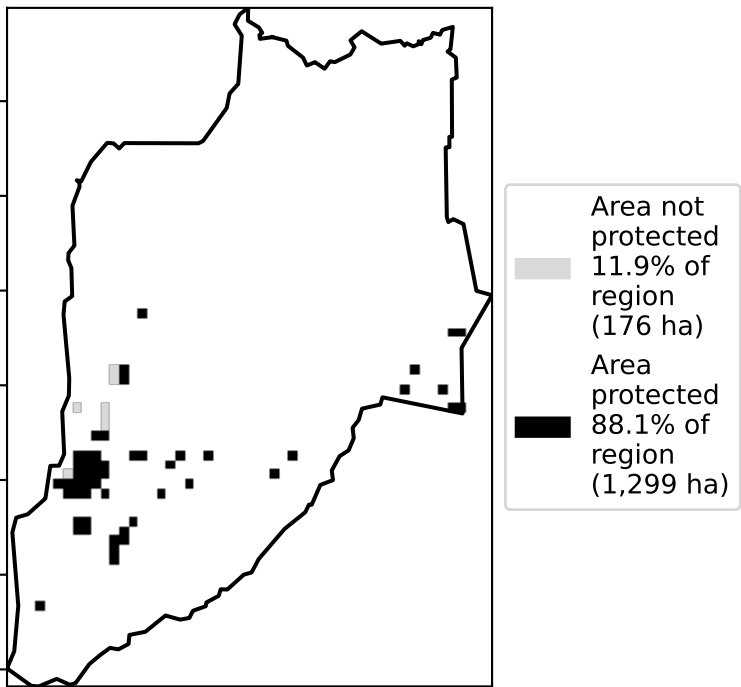 Area not
protected
11.9% of
region
(176 ha)
Area
protected
88.1% of
region
(1,299 ha)